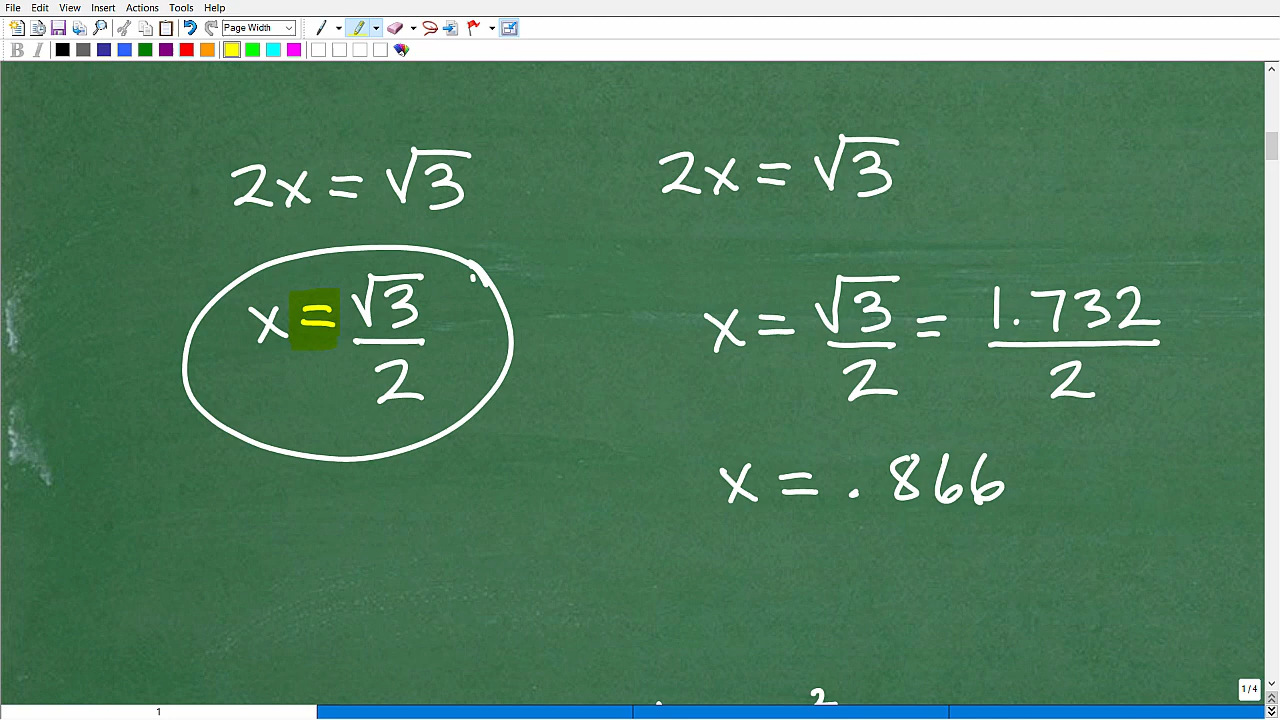 File Edit View Insert Actions Tools Help
Page Width
B I
2x = √3
x = √3/2
2x = √3
x = √3/2 = 1.732/2
x = .866
2
1/4
1